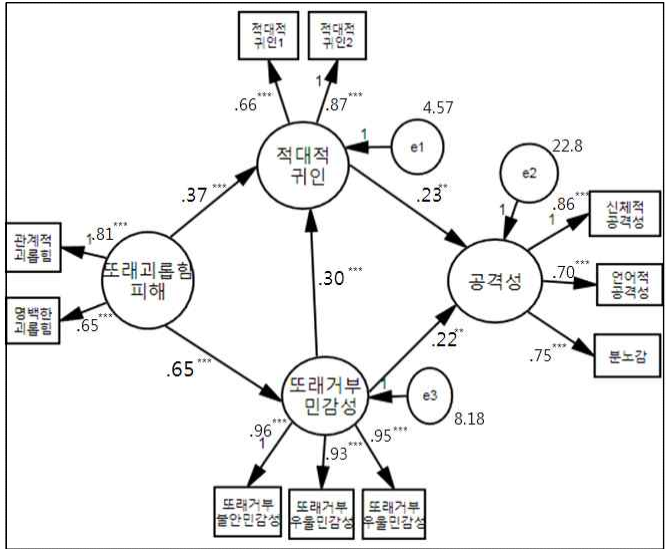 적대적
귀인1
적대적
귀인2
1
.66***
.87***
4.57
적대적
귀인
1
e1
22.8
e2
.37***
.23**
.86***
1
1
신체적
공격성
관계적
괴롭힘
1
.81***
또래괴롭힘
피해
.30***
공격성
.70***
언어적
공격성
명백한
괴롭힘
.65***
.22**
.75***
분노감
.65***
또래거부
민감성
1
e3
8.18
.96***
1
.93***
.95***
또래거부
불안민감성
또래거부
우울민감성
또래거부
우울민감성